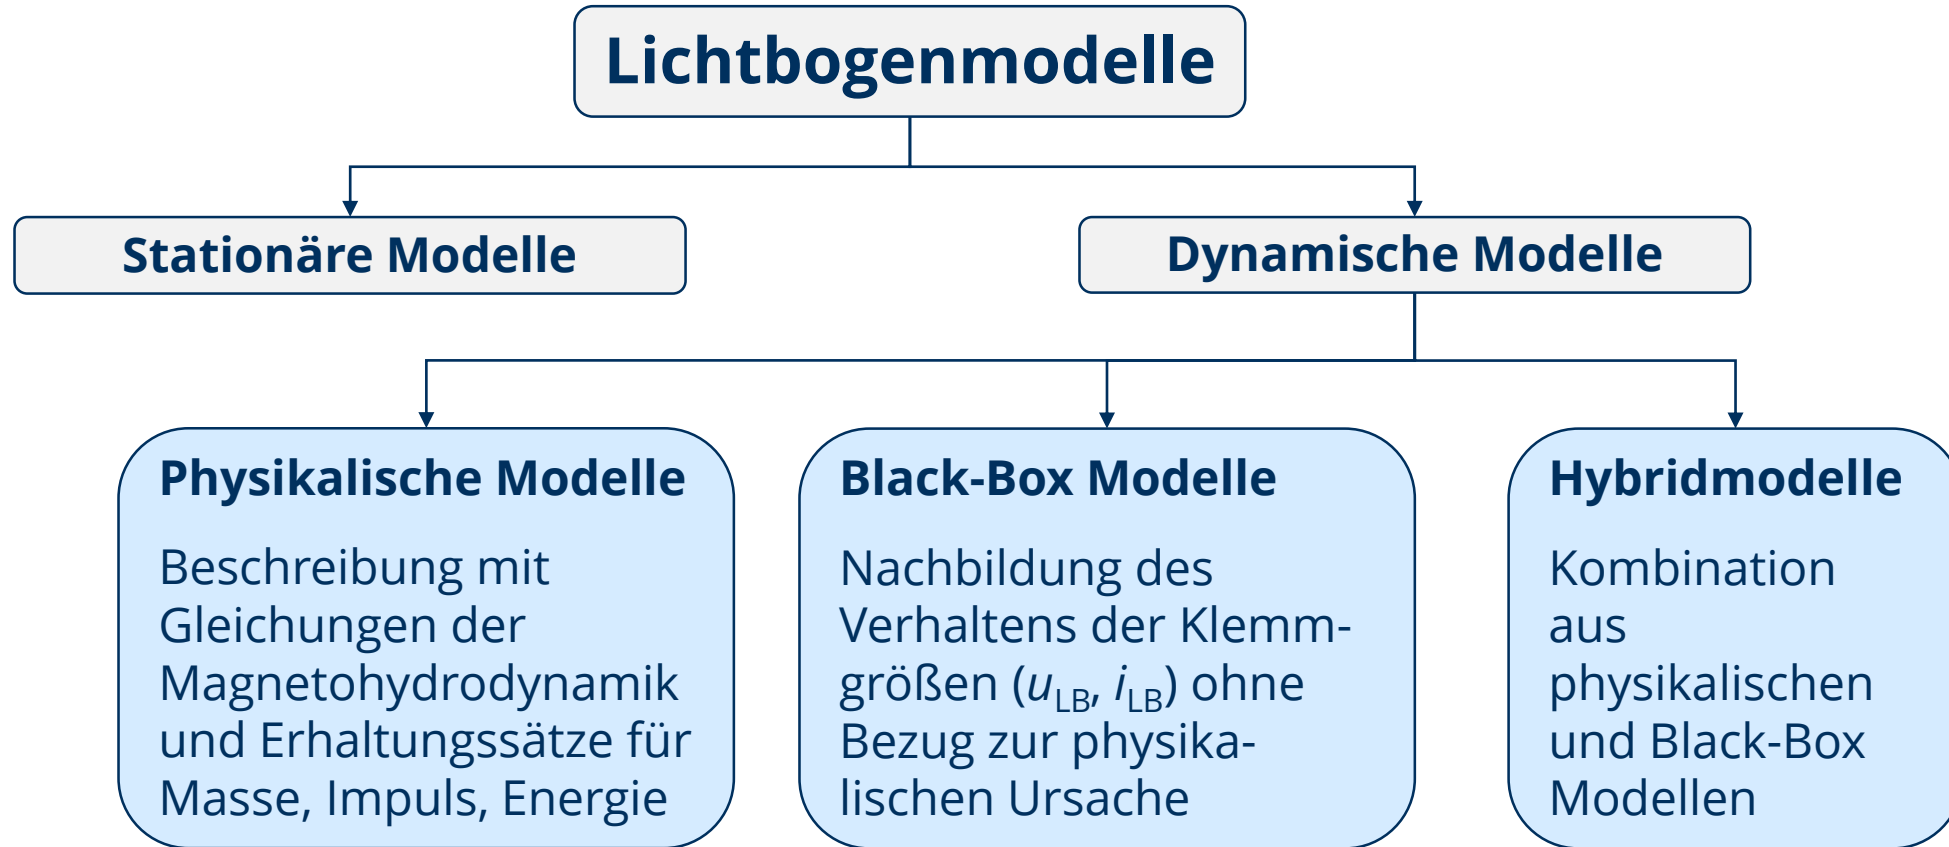 Lichtbogenmodelle
Stationäre Modelle
Dynamische Modelle
Physikalische Modelle
Beschreibung mit
Gleichungen der
Magnetohydrodynamik
und Erhaltungssätze für
Masse, Impuls, Energie
Black-Box Modelle
Nachbildung des
Verhaltens der Klemm-
größen (u_LB, i_LB) ohne
Bezug zur physika-
lischen Ursache
Hybridmodelle
Kombination
aus
physikalischen
und Black-Box
Modellen